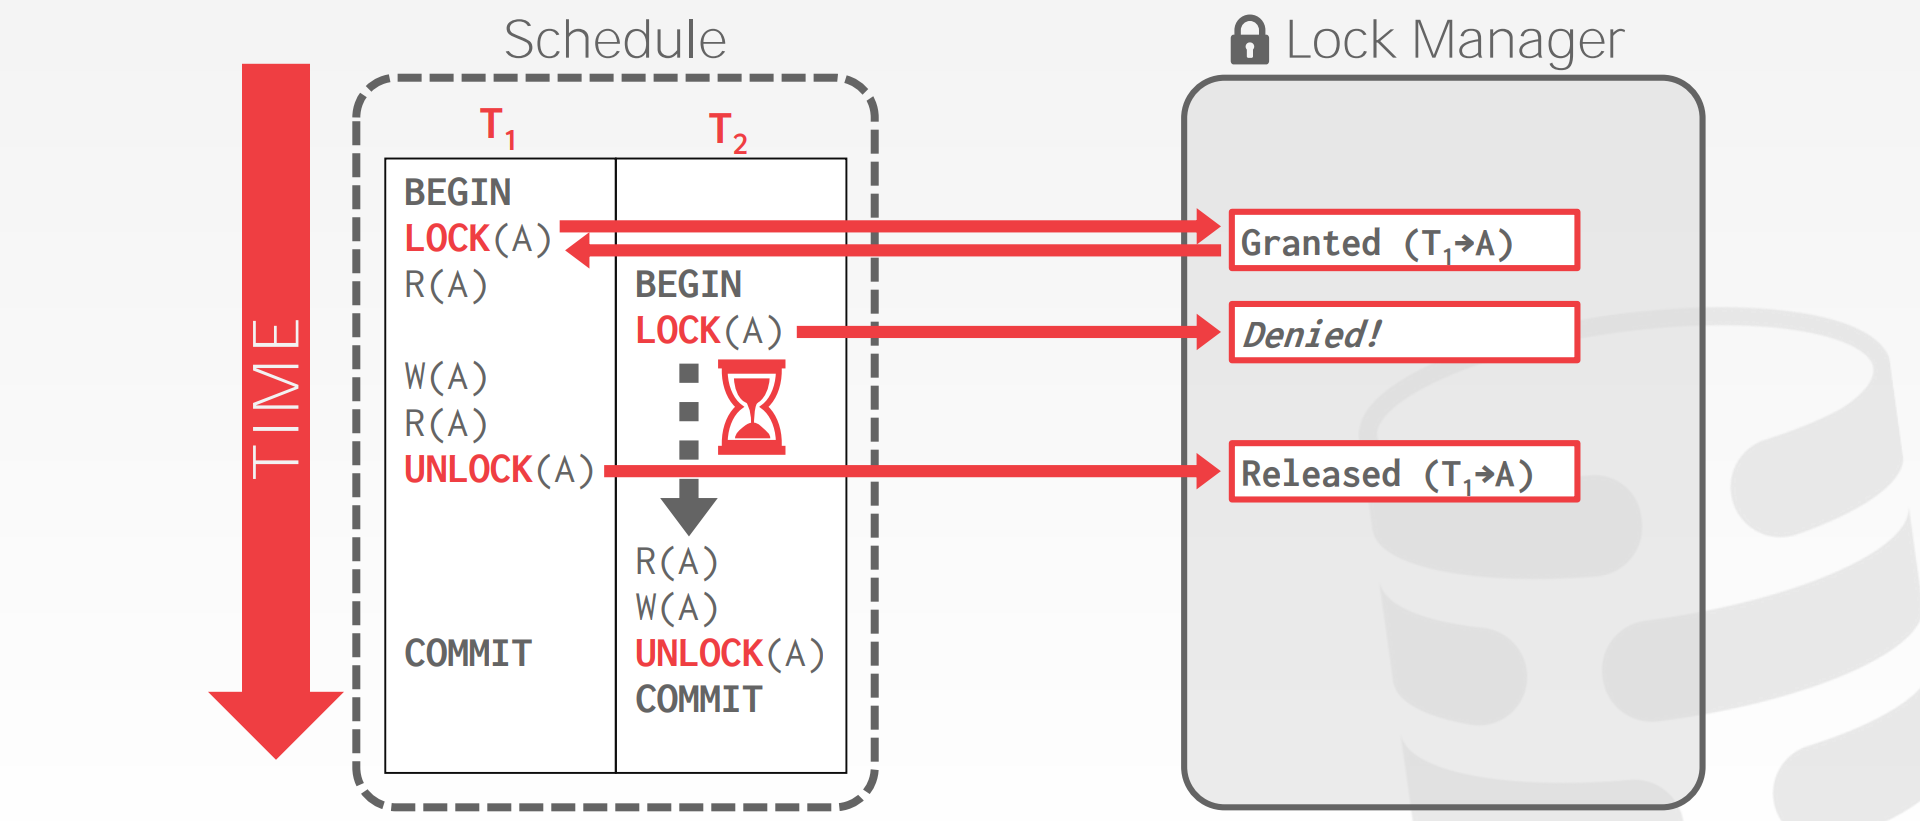 Schedule
Lock Manager
TIME
T1
T2
BEGIN
LOCK(A)
R(A)
W(A)
R(A)
UNLOCK(A)
COMMIT
BEGIN
LOCK(A)
R(A)
W(A)
UNLOCK(A)
COMMIT
Granted (T1→A)
Denied!
Released (T1→A)